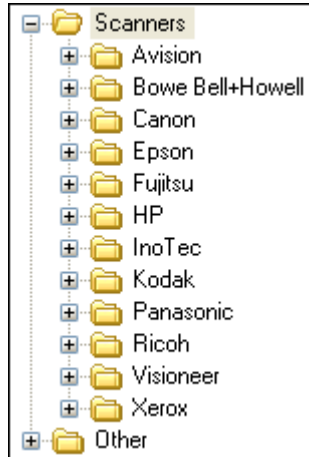 Scanners
Avision
Bowe Bell+Howell
Canon
Epson
Fujitsu
HP
InoTec
Kodak
Panasonic
Ricoh
Visioneer
Xerox
Other